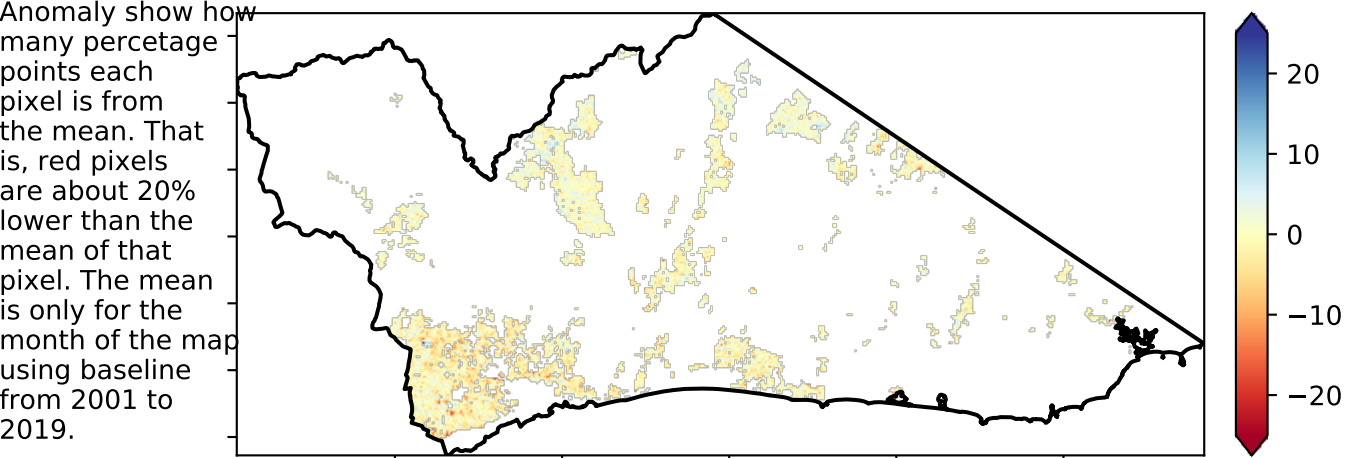 Anomaly show how
many percetage
points each
pixel is from
the mean. That
is, red pixels
are about 20%
lower than the
mean of that
pixel. The mean
is only for the
month of the map
using baseline
from 2001 to
2019.
20
10
0
−10
−20